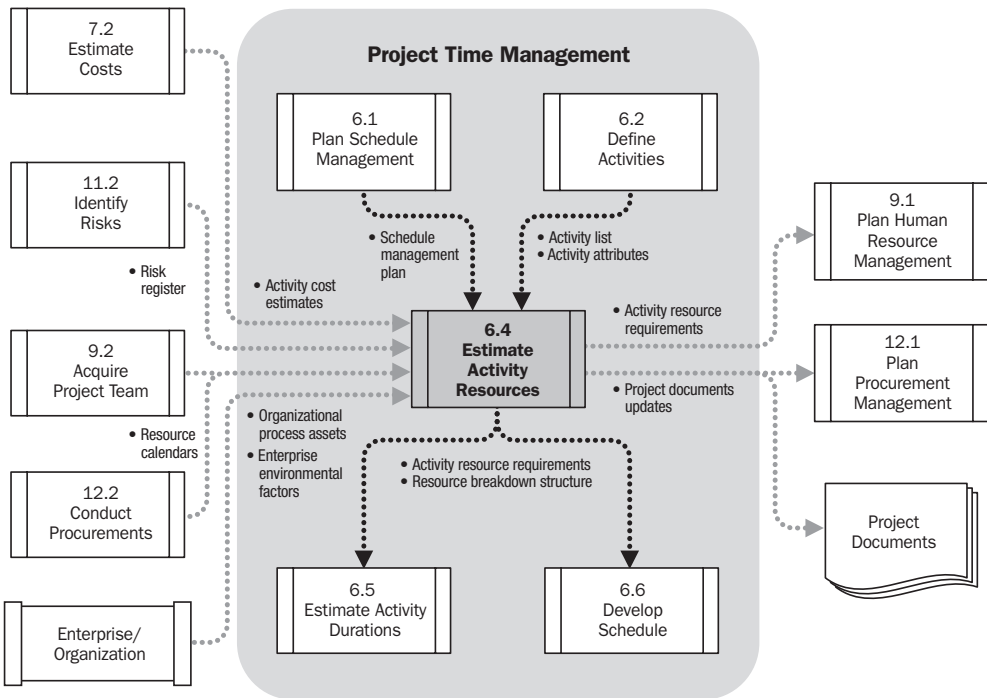 7.2
Estimate
Costs
11.2
Identify
Risks
• Risk
register
9.2
Acquire
Project Team
• Resource
calendars
12.2
Conduct
Procurements
Enterprise/
Organization
Project Time Management
6.1
Plan Schedule
Management
6.2
Define
Activities
• Schedule
management
plan
• Activity list
• Activity attributes
• Activity cost
estimates
6.4
Estimate
Activity
Resources
• Activity resource
requirements
• Project documents
updates
• Organizational
process assets
• Enterprise
environmental
factors
• Activity resource requirements
• Resource breakdown structure
6.5
Estimate Activity
Durations
6.6
Develop
Schedule
9.1
Plan Human
Resource
Management
12.1
Plan
Procurement
Management
Project
Documents